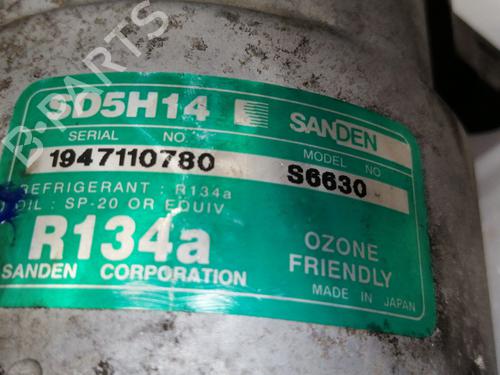 B-PARTS
SD5H14 SANDEN
SERIAL NO. MODEL NO
1947110780 S6630
REFRIGERANT : R134a
OIL : SP-20 OR EQUIV
R134a OZONE FRIENDLY
SANDEN CORPORATION
MADE IN JAPAN